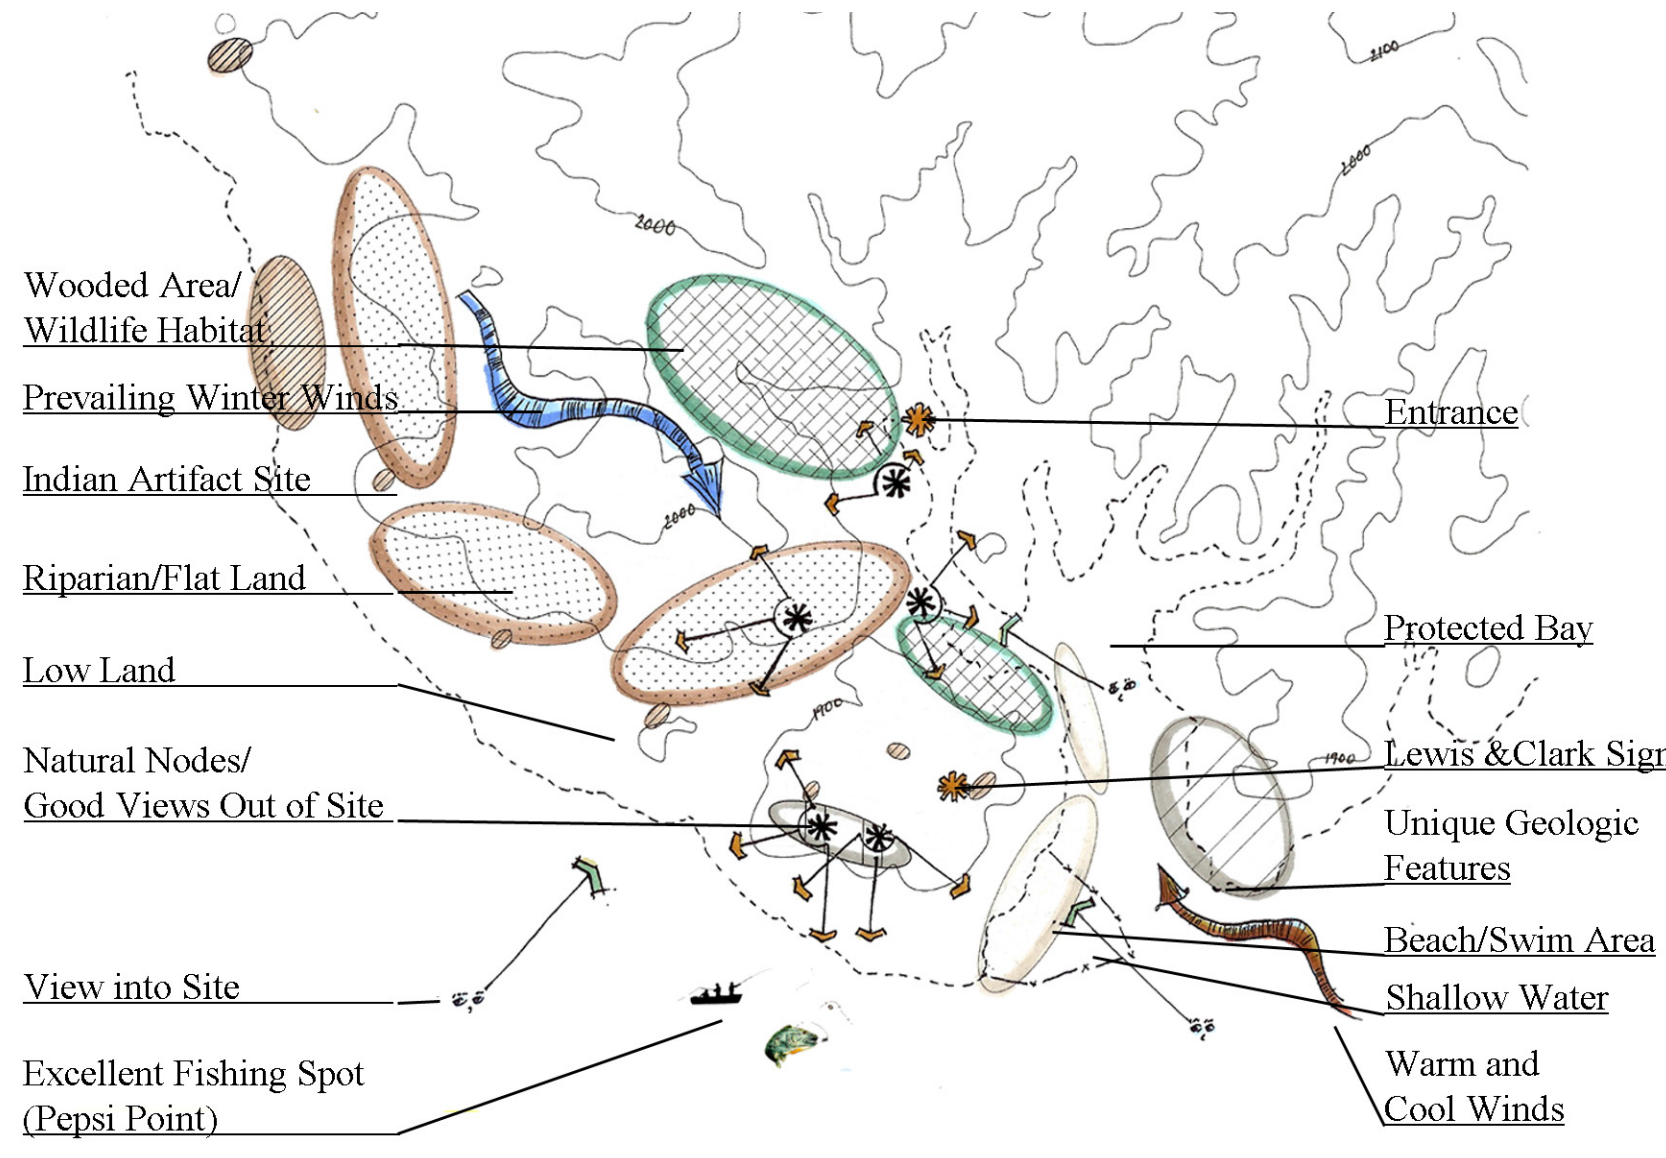 2100
2000
2000
Wooded Area/
Wildlife Habitat
Prevailing Winter Winds
Entrance
Indian Artifact Site
2000
Riparian/Flat Land
Protected Bay
Low Land
1900
Natural Nodes/
Good Views Out of Site
Lewis &Clark Sign
1900
Unique Geologic
Features
Beach/Swim Area
View into Site
Shallow Water
Excellent Fishing Spot
(Pepsi Point)
Warm and
Cool Winds